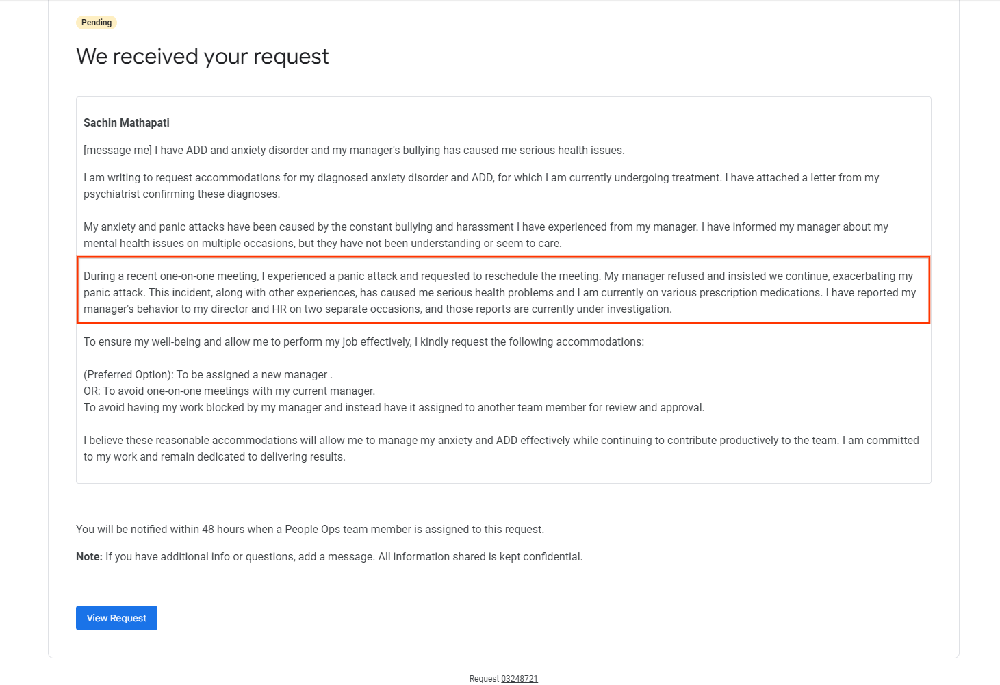 Pending
We received your request
Sachin Mathapati
[message me] I have ADD and anxiety disorder and my manager's bullying has caused me serious health issues.
I am writing to request accommodations for my diagnosed anxiety disorder and ADD, for which I am currently undergoing treatment. I have attached a letter from my
psychiatrist confirming these diagnoses.
My anxiety and panic attacks have been caused by the constant bullying and harassment I have experienced from my manager. I have informed my manager about my
mental health issues on multiple occasions, but they have not been understanding or seem to care.
During a recent one-on-one meeting, I experienced a panic attack and requested to reschedule the meeting. My manager refused and insisted we continue, exacerbating my
panic attack. This incident, along with other experiences, has caused me serious health problems and I am currently on various prescription medications. I have reported my
manager's behavior to my director and HR on two separate occasions, and those reports are currently under investigation.
To ensure my well-being and allow me to perform my job effectively, I kindly request the following accommodations:
(Preferred Option): To be assigned a new manager .
OR: To avoid one-on-one meetings with my current manager.
To avoid having my work blocked by my manager and instead have it assigned to another team member for review and approval.
I believe these reasonable accommodations will allow me to manage my anxiety and ADD effectively while continuing to contribute productively to the team. I am committed
to my work and remain dedicated to delivering results.
You will be notified within 48 hours when a People Ops team member is assigned to this request.
Note: If you have additional info or questions, add a message. All information shared is kept confidential.
View Request
Request 03248721